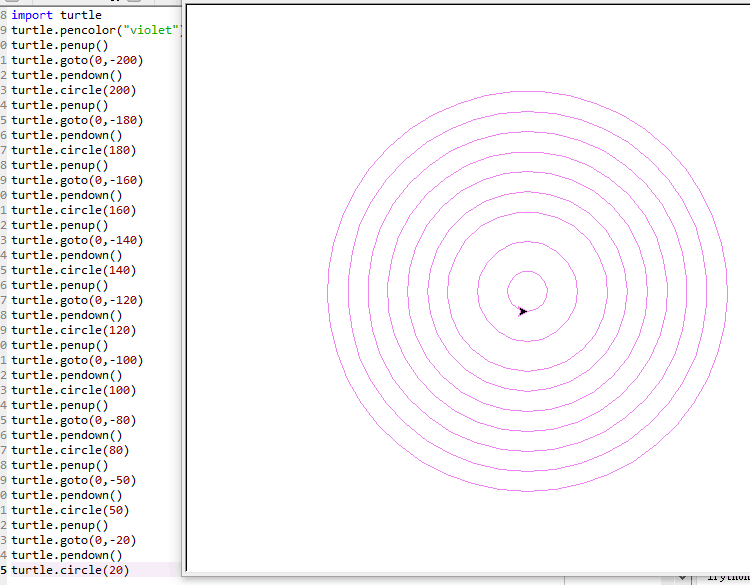 8 import turtle
9 turtle.pencolor("violet")
0 turtle.penup()
1 turtle.goto(0,-200)
2 turtle.pendown()
3 turtle.circle(200)
4 turtle.penup()
5 turtle.goto(0,-180)
6 turtle.pendown()
7 turtle.circle(180)
8 turtle.penup()
9 turtle.goto(0,-160)
0 turtle.pendown()
1 turtle.circle(160)
2 turtle.penup()
3 turtle.goto(0,-140)
4 turtle.pendown()
5 turtle.circle(140)
6 turtle.penup()
7 turtle.goto(0,-120)
8 turtle.pendown()
9 turtle.circle(120)
0 turtle.penup()
1 turtle.goto(0,-100)
2 turtle.pendown()
3 turtle.circle(100)
4 turtle.penup()
5 turtle.goto(0,-80)
6 turtle.pendown()
7 turtle.circle(80)
8 turtle.penup()
9 turtle.goto(0,-50)
0 turtle.pendown()
1 turtle.circle(50)
2 turtle.penup()
3 turtle.goto(0,-20)
4 turtle.pendown()
5 turtle.circle(20)